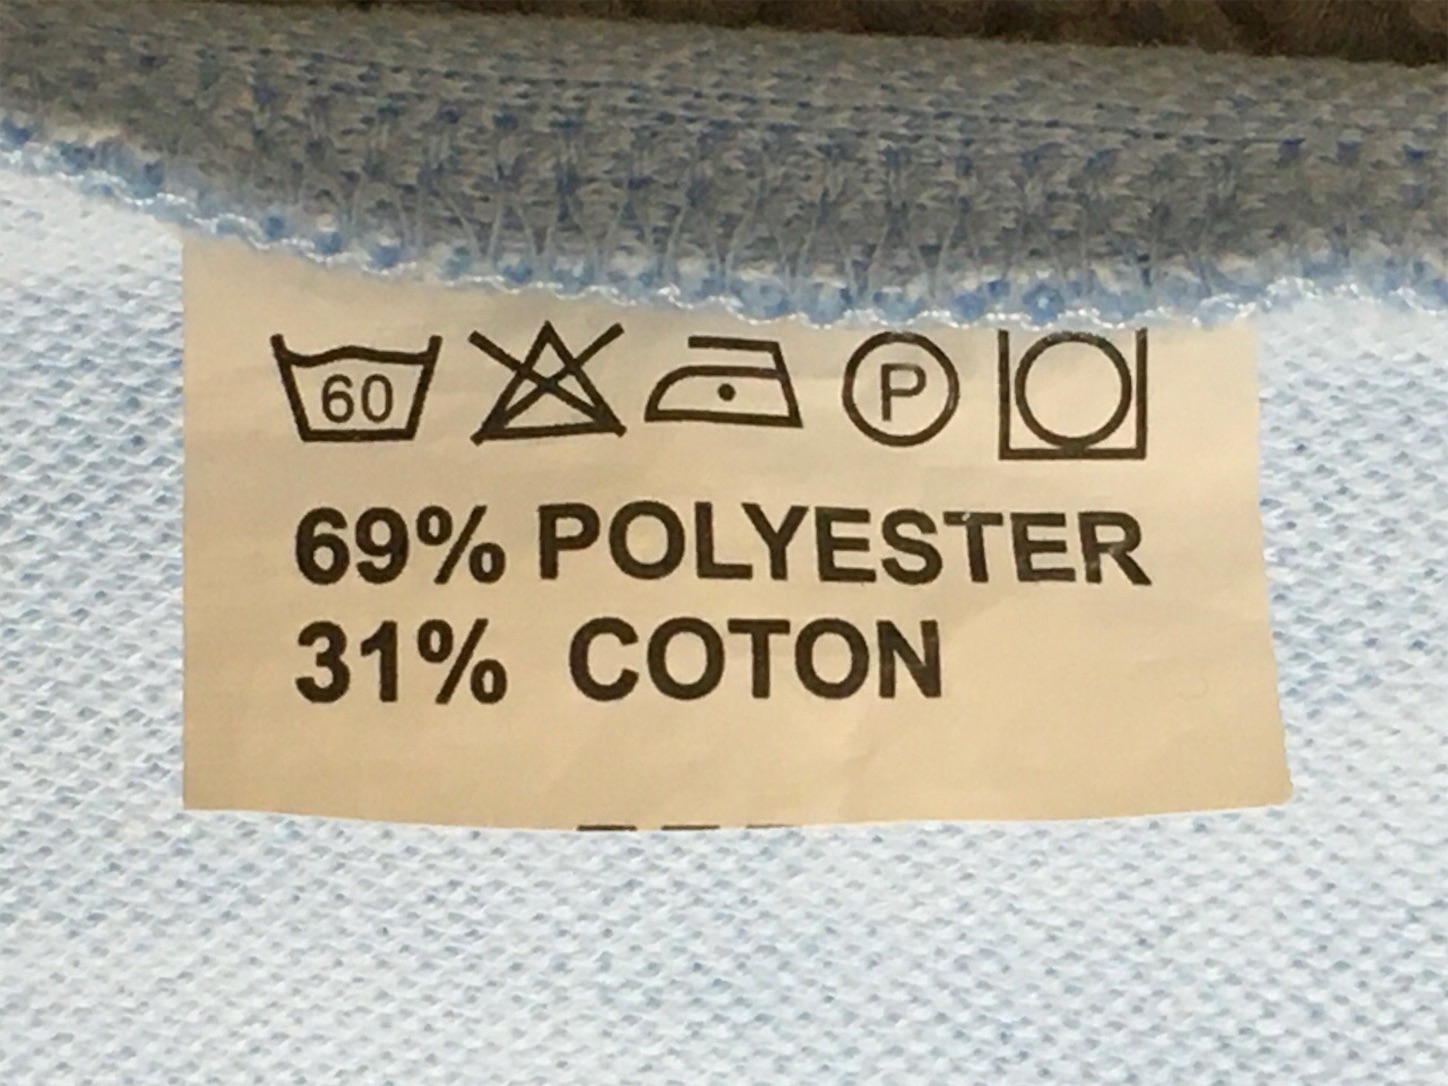 60 P
69% POLYESTER
31% COTON